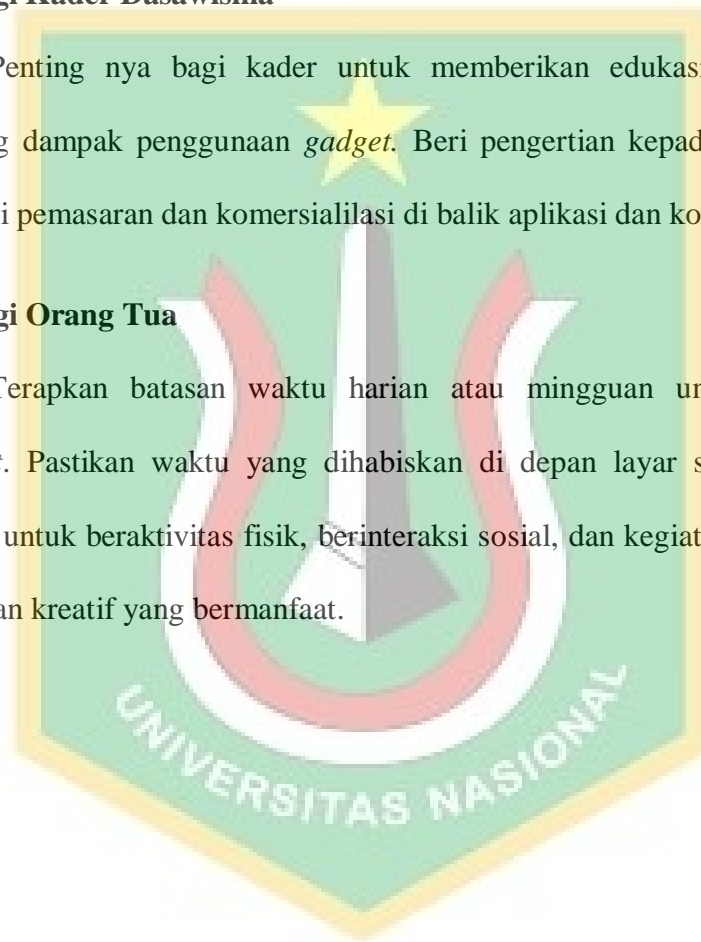 gi Kader Dasawisma
Penting nya bagi kader untuk memberikan edukasi
g dampak penggunaan gadget. Beri pengertian kepad
i pemasaran dan komersialilasi di balik aplikasi dan ko
gi Orang Tua
Terapkan batasan waktu harian atau mingguan un
t. Pastikan waktu yang dihabiskan di depan layar s
untuk beraktivitas fisik, berinteraksi sosial, dan kegiat
an kreatif yang bermanfaat.
UNIVERSITAS NASIONAL